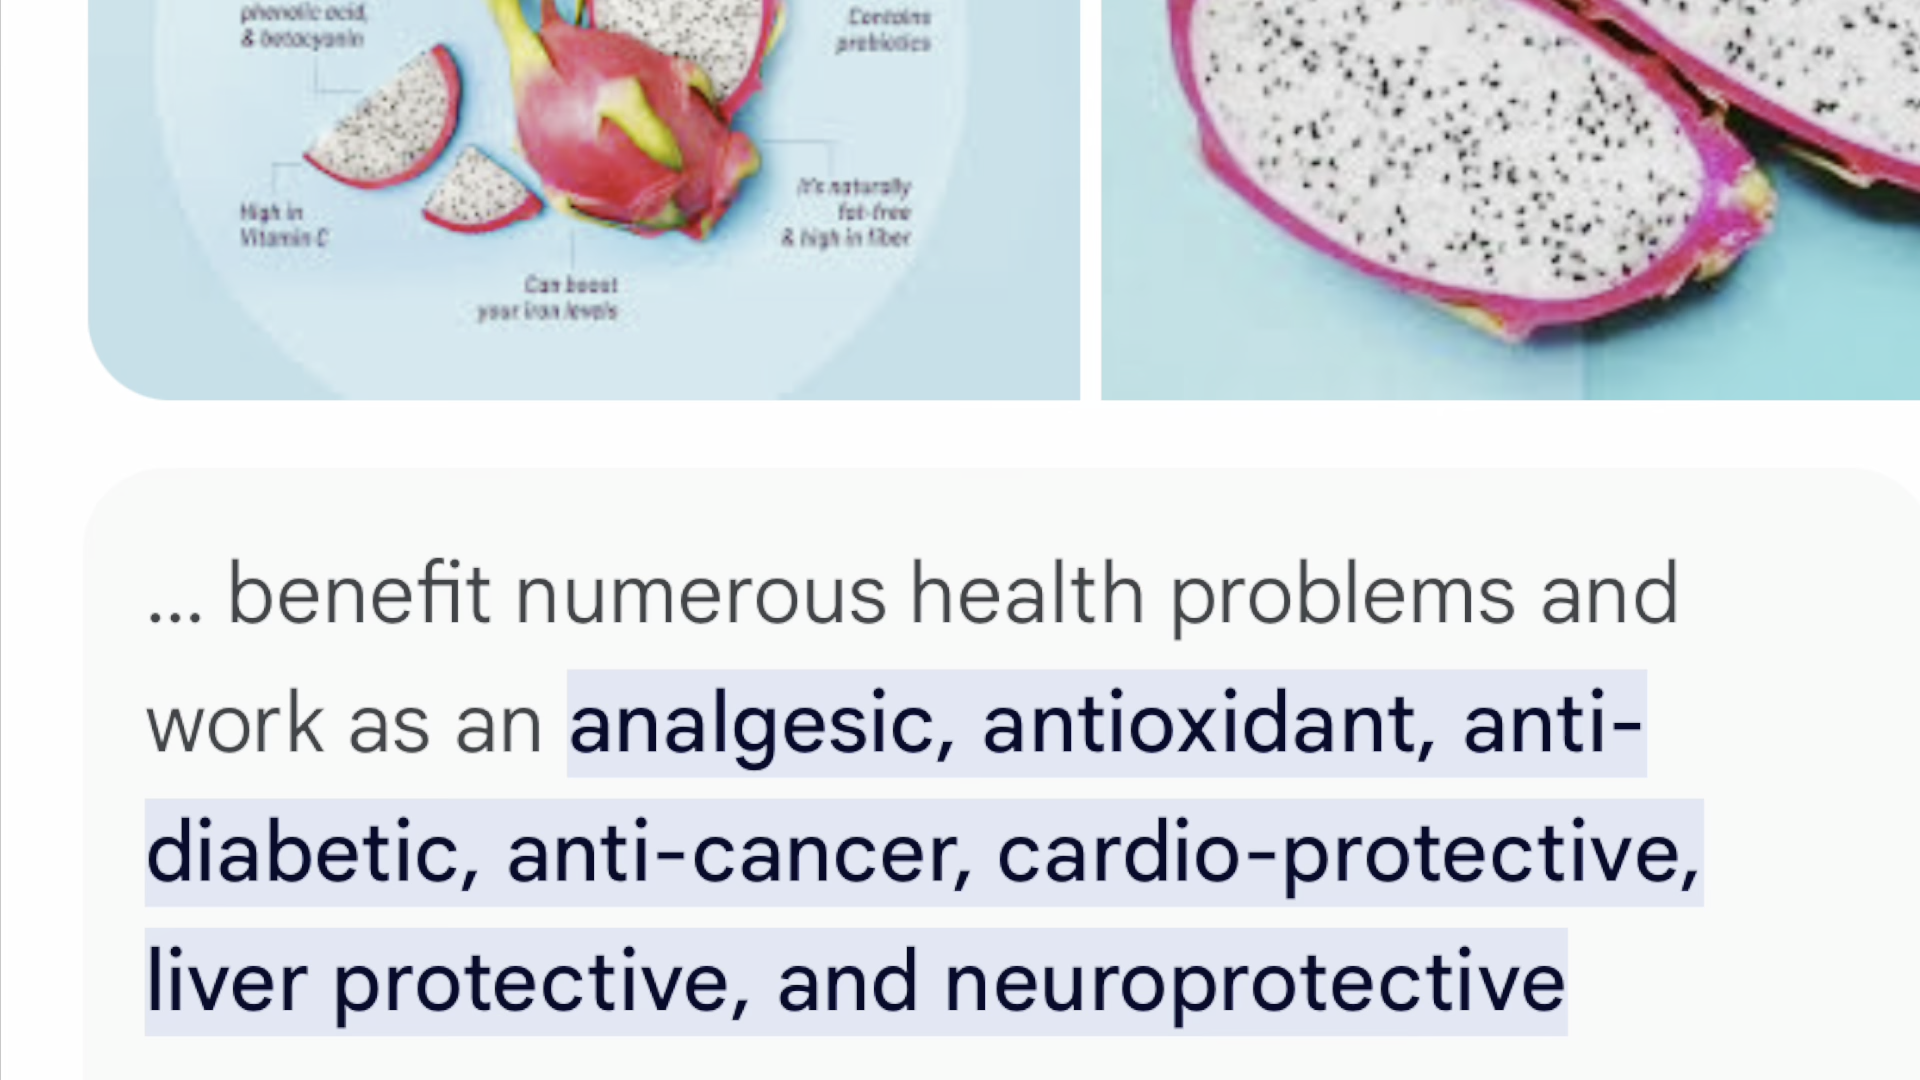 phenolic acid,
& betacyanin
Contains
prebiotics
High in
Vitamin C
It's naturally
fat-free
& high in fiber
Can boost
your iron levels
... benefit numerous health problems and
work as an analgesic, antioxidant, anti-
diabetic, anti-cancer, cardio-protective,
liver protective, and neuroprotective